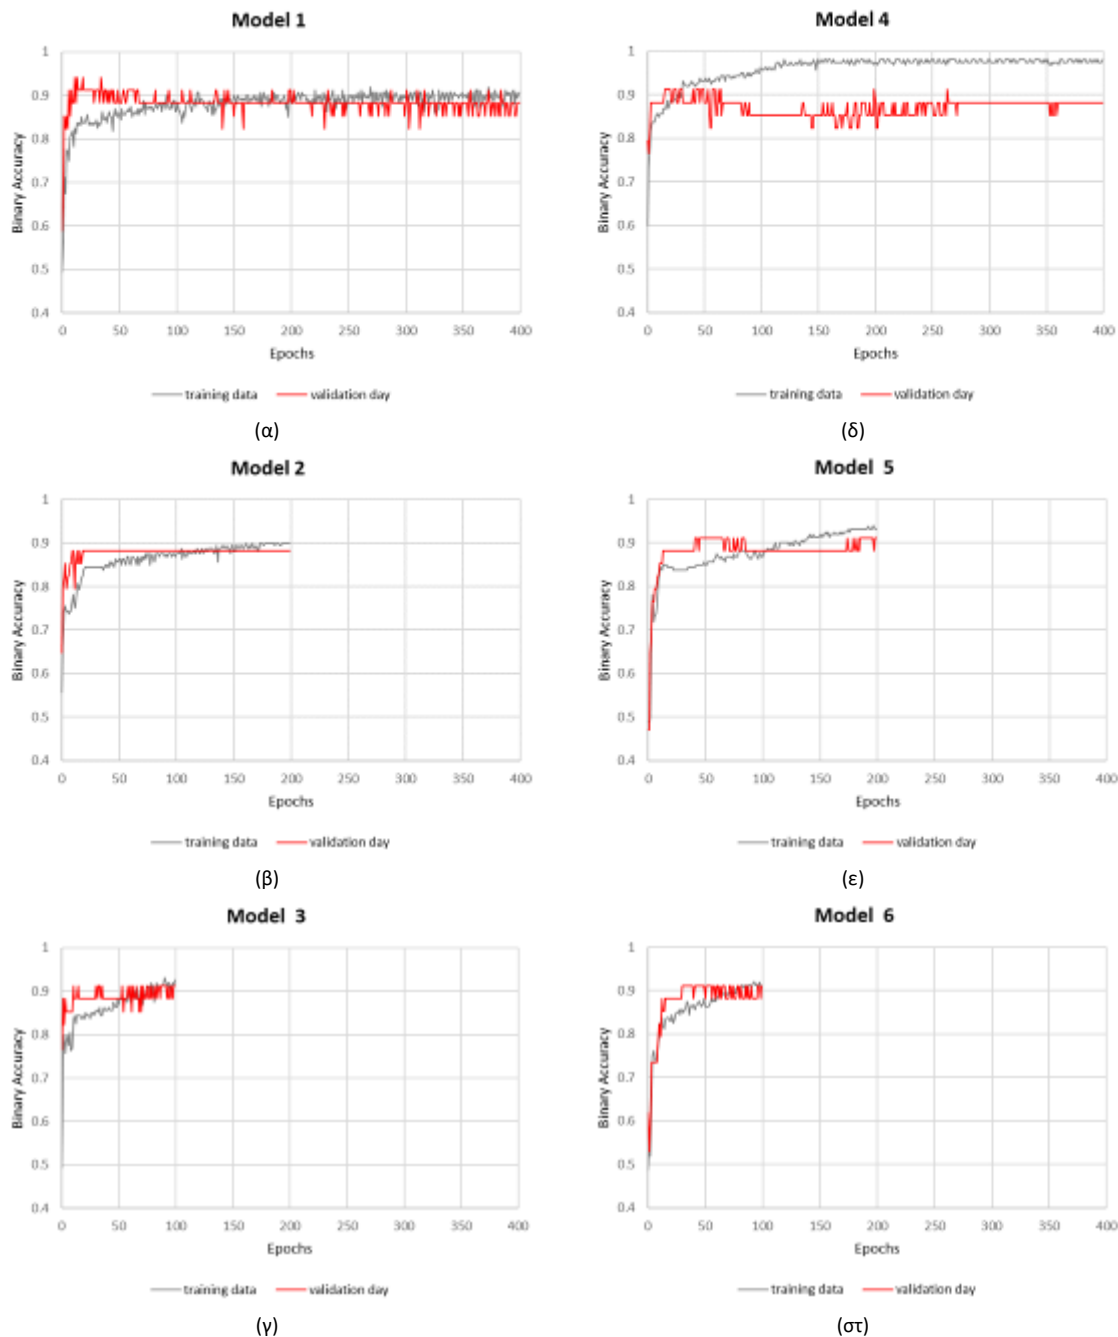 Model 1
1
0.9
0.8
0.7
0.6
0.5
0.4
Binary Accuracy
0 50 100 150 200 250 300 350 400
Epochs
training data validation day
(α)
Model 4
1
0.9
0.8
0.7
0.6
0.5
0.4
Binary Accuracy
0 50 100 150 200 250 300 350 400
Epochs
training data validation day
(δ)
Model 2
1
0.9
0.8
0.7
0.6
0.5
0.4
Binary Accuracy
0 50 100 150 200 250 300 350 400
Epochs
training data validation day
(β)
Model 5
1
0.9
0.8
0.7
0.6
0.5
0.4
Binary Accuracy
0 50 100 150 200 250 300 350 400
Epochs
training data validation day
(ε)
Model 3
1
0.9
0.8
0.7
0.6
0.5
0.4
Binary Accuracy
0 50 100 150 200 250 300 350 400
Epochs
training data validation day
(γ)
Model 6
1
0.9
0.8
0.7
0.6
0.5
0.4
Binary Accuracy
0 50 100 150 200 250 300 350 400
Epochs
training data validation day
(στ)